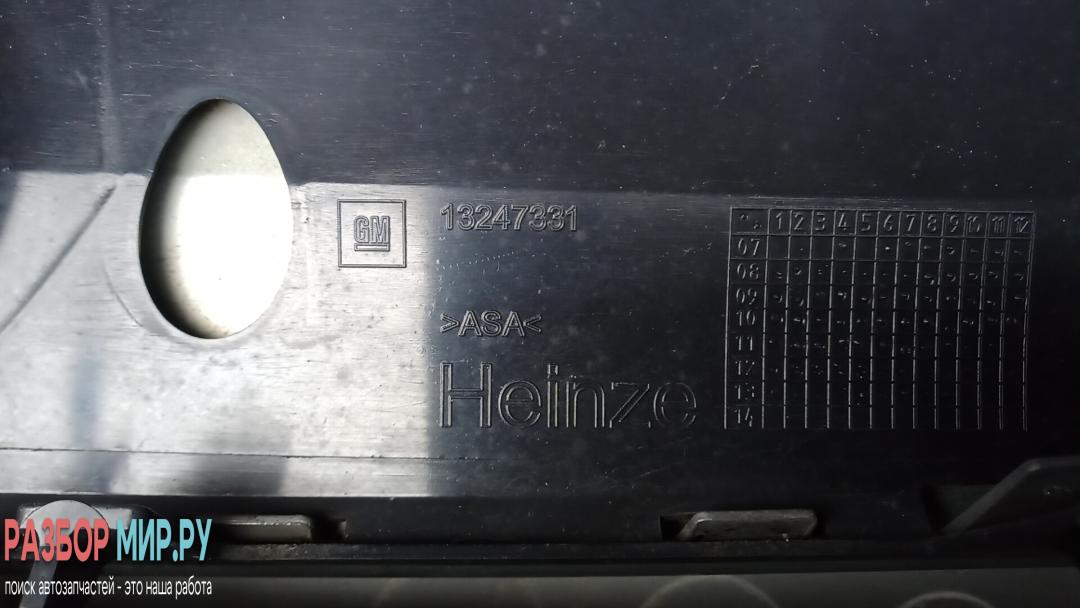 GM
13247331
>ASA<
Heinze
1 2 3 4 5 6 7 8 9 10 11 12
07
08
09
10
11
12
13
14
РАЗБОР МИР.РУ
поиск автозапчастей - это наша работа